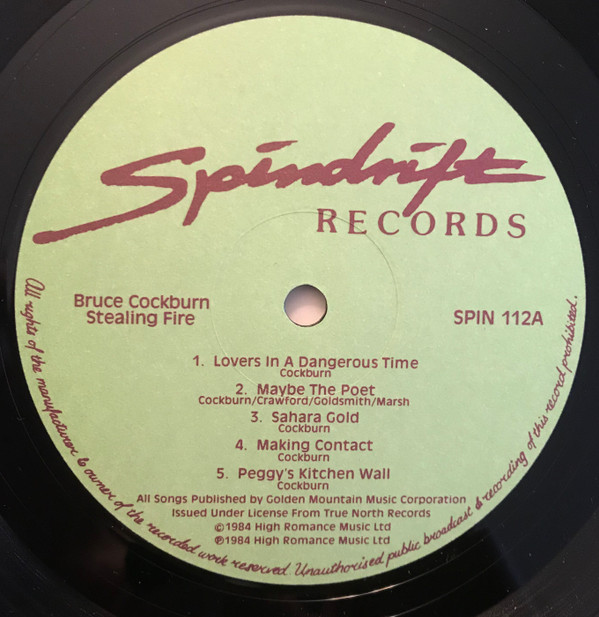 Spindrift
RECORDS
Bruce Cockburn
Stealing Fire
SPIN 112A
1. Lovers In A Dangerous Time
Cockburn
2. Maybe The Poet
Cockburn/Crawford/Goldsmith/Marsh
3. Sahara Gold
Cockburn
4. Making Contact
Cockburn
5. Peggy's Kitchen Wall
Cockburn
All Songs Published by Golden Mountain Music Corporation
Issued Under License From True North Records
©1984 High Romance Music Ltd
℗1984 High Romance Music Ltd
All rights of the manufacturer & owner of the recorded work reserved. Unauthorised public broadcast & recording of this record prohibited.